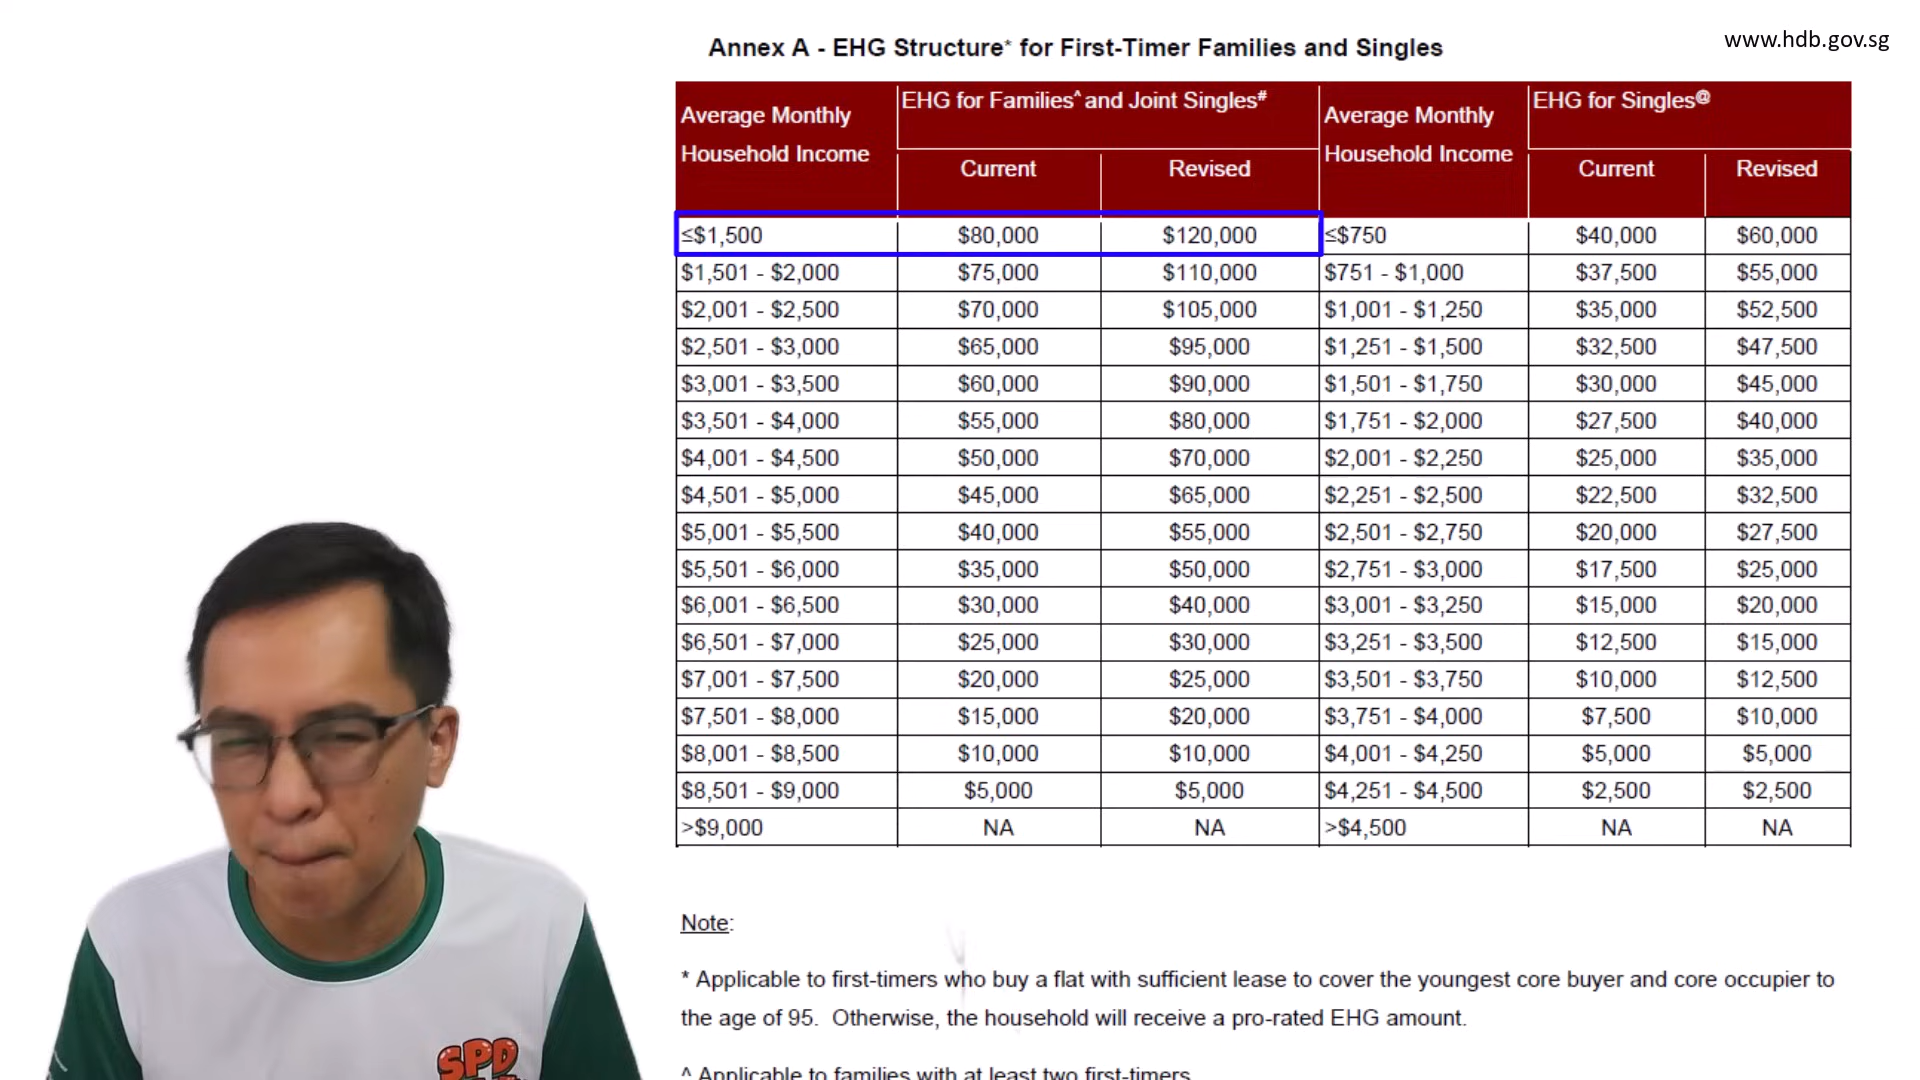 www.hdb.gov.sg
Annex A - EHG Structure* for First-Timer Families and Singles
Average Monthly Household Income | EHG for Families^ and Joint Singles# | Average Monthly Household Income | EHG for Singles@
Current | Revised | Current | Revised
≤$1,500 $80,000 $120,000 ≤$750 $40,000 $60,000
$1,501 - $2,000 $75,000 $110,000 $751 - $1,000 $37,500 $55,000
$2,001 - $2,500 $70,000 $105,000 $1,001 - $1,250 $35,000 $52,500
$2,501 - $3,000 $65,000 $95,000 $1,251 - $1,500 $32,500 $47,500
$3,001 - $3,500 $60,000 $90,000 $1,501 - $1,750 $30,000 $45,000
$3,501 - $4,000 $55,000 $80,000 $1,751 - $2,000 $27,500 $40,000
$4,001 - $4,500 $50,000 $70,000 $2,001 - $2,250 $25,000 $35,000
$4,501 - $5,000 $45,000 $65,000 $2,251 - $2,500 $22,500 $32,500
$5,001 - $5,500 $40,000 $55,000 $2,501 - $2,750 $20,000 $27,500
$5,501 - $6,000 $35,000 $50,000 $2,751 - $3,000 $17,500 $25,000
$6,001 - $6,500 $30,000 $40,000 $3,001 - $3,250 $15,000 $20,000
$6,501 - $7,000 $25,000 $30,000 $3,251 - $3,500 $12,500 $15,000
$7,001 - $7,500 $20,000 $25,000 $3,501 - $3,750 $10,000 $12,500
$7,501 - $8,000 $15,000 $20,000 $3,751 - $4,000 $7,500 $10,000
$8,001 - $8,500 $10,000 $10,000 $4,001 - $4,250 $5,000 $5,000
$8,501 - $9,000 $5,000 $5,000 $4,251 - $4,500 $2,500 $2,500
>$9,000 NA NA >$4,500 NA NA
Note:
* Applicable to first-timers who buy a flat with sufficient lease to cover the youngest core buyer and core occupier to
the age of 95. Otherwise, the household will receive a pro-rated EHG amount.
^ Applicable to families with at least two first-timers.
SPD